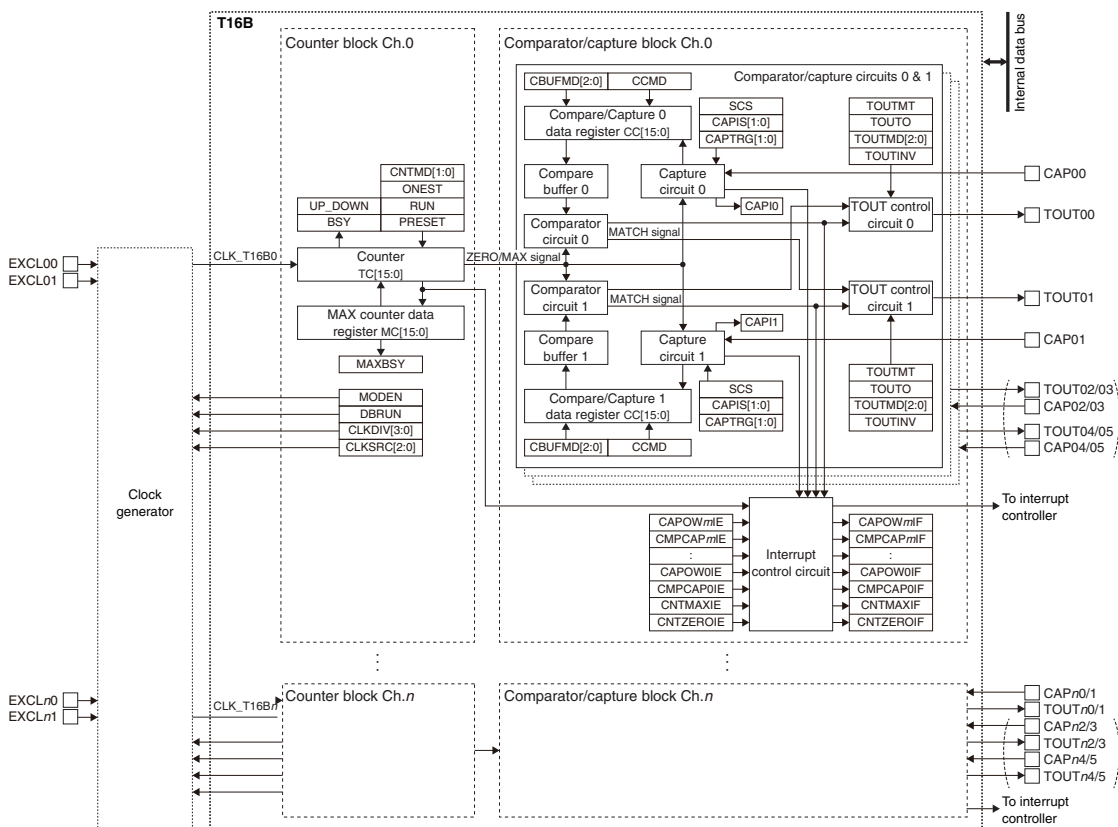 T16B
Internal data bus
Counter block Ch.0
Comparator/capture block Ch.0
Comparator/capture circuits 0 & 1
CBUFMD[2:0]
CCMD
Compare/Capture 0
data register CC[15:0]
SCS
CAPIS[1:0]
CAPTRG[1:0]
TOUTMT
TOUTO
TOUTMD[2:0]
TOUTINV
Compare
buffer 0
Capture
circuit 0
CAPI0
CAP00
CNTMD[1:0]
ONEST
RUN
PRESET
UP_DOWN
BSY
Comparator
circuit 0
MATCH signal
TOUT control
circuit 0
TOUT00
EXCL00
EXCL01
CLK_T16B0
Counter
TC[15:0]
ZERO/MAX signal
Comparator
circuit 1
MATCH signal
TOUT control
circuit 1
TOUT01
MAX counter data
register MC[15:0]
MAXBSY
Compare
buffer 1
Capture
circuit 1
CAPI1
CAP01
MODEN
DBRUN
CLKDIV[3:0]
CLKSRC[2:0]
Compare/Capture 1
data register CC[15:0]
CBUFMD[2:0]
CCMD
SCS
CAPIS[1:0]
CAPTRG[1:0]
TOUTMT
TOUTO
TOUTMD[2:0]
TOUTINV
TOUT02/03
CAP02/03
TOUT04/05
CAP04/05
Clock
generator
To interrupt
controller
CAPOWmIE
CMPCAPmIE
:
CAPOW0IE
CMPCAP0IE
CNTMAXIE
CNTZEROIE
Interrupt
control circuit
CAPOWmIF
CMPCAPmIF
:
CAPOW0IF
CMPCAP0IF
CNTMAXIF
CNTZEROIF
EXCLn0
EXCLn1
CLK_T16Bn
Counter block Ch.n
Comparator/capture block Ch.n
CAPn0/1
TOUTn0/1
CAPn2/3
TOUTn2/3
CAPn4/5
TOUTn4/5
To interrupt
controller